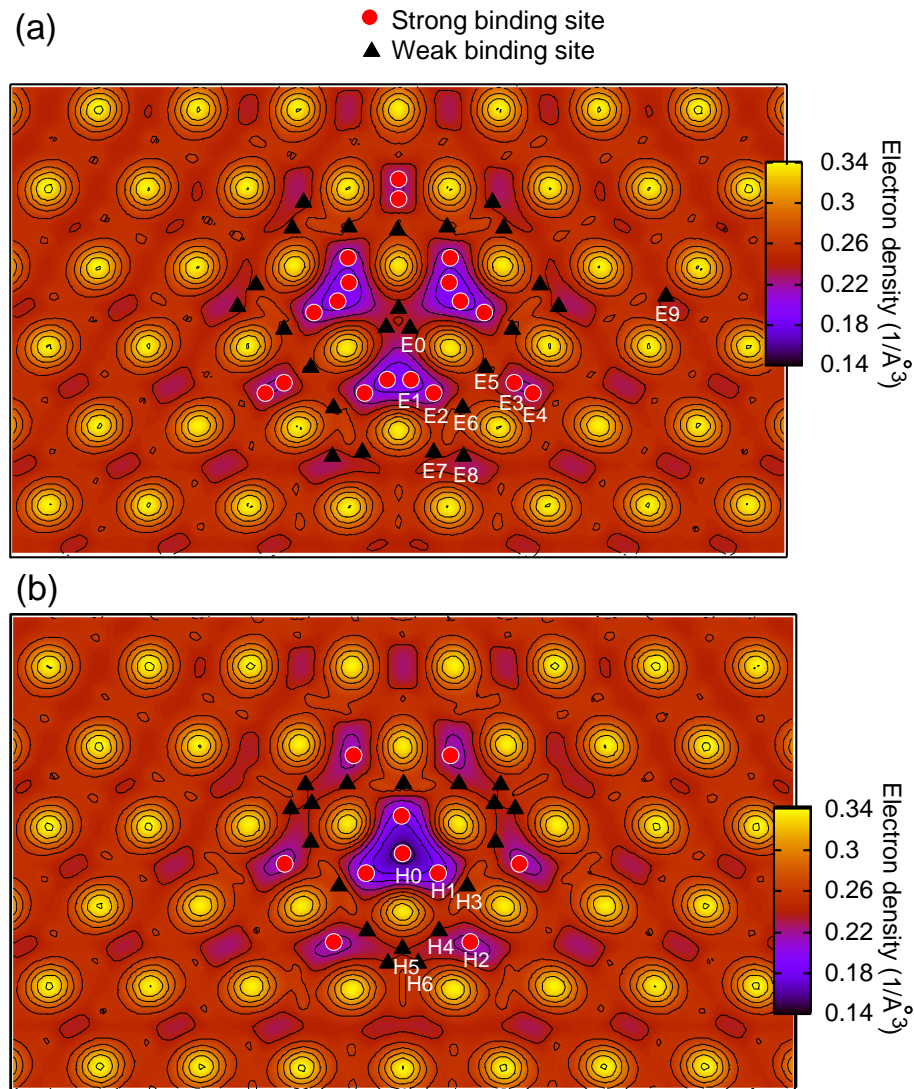 (a)
Strong binding site
Weak binding site
0.34
0.3
0.26
0.22
0.18
0.14
Electron density (1/Å3)
E9
E0
E1
E2
E5
E3
E4
E6
E7
E8
(b)
0.34
0.3
0.26
0.22
0.18
0.14
Electron density (1/Å3)
H0
H1
H3
H4
H2
H5
H6